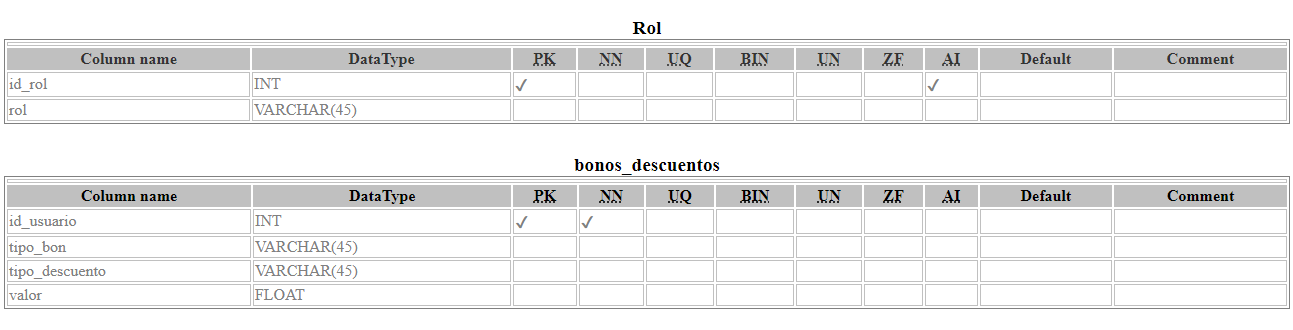 Rol
Column name DataType PK NN UQ BIN UN ZF AI Default Comment
id_rol INT ✓ ✓
rol VARCHAR(45)
bonos_descuentos
Column name DataType PK NN UQ BIN UN ZF AI Default Comment
id_usuario INT ✓ ✓
tipo_bon VARCHAR(45)
tipo_descuento VARCHAR(45)
valor FLOAT